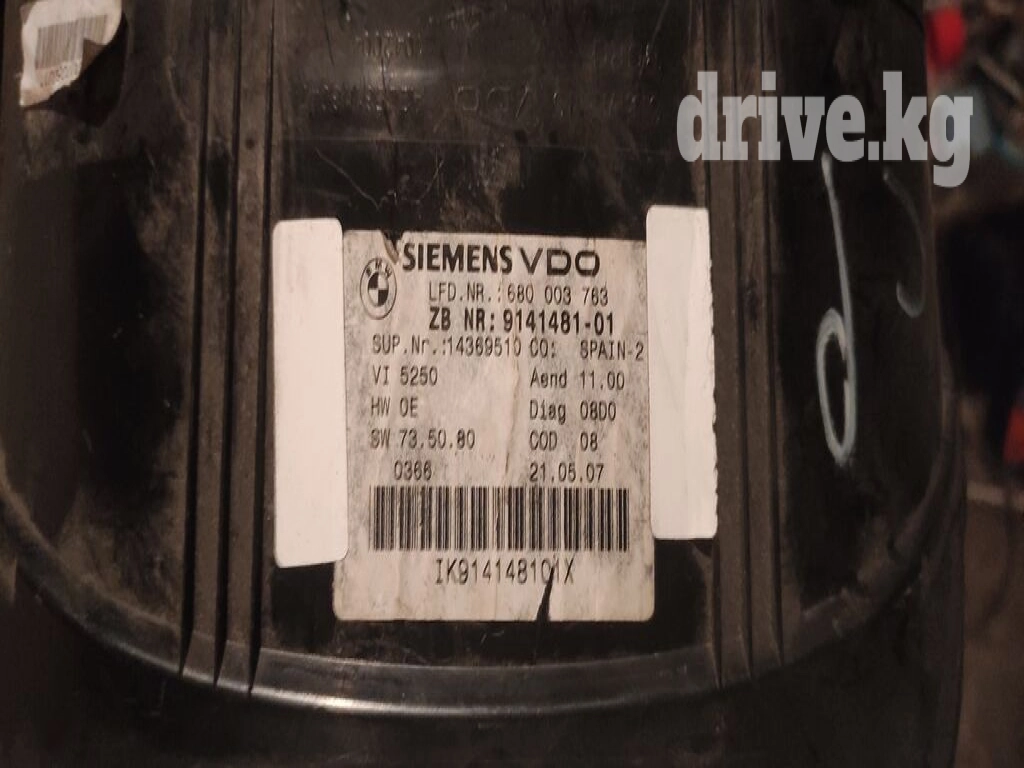 drive.kg
SIEMENS VDO
BMW
LFD.NR.:680 003 763
ZB NR: 9141481-01
SUP.Nr.:14369510 CO: SPAIN-2
VI 5250 Aend 11.00
HW OE Diag 08D0
SW 73.50.80 COD 08
0366 21.05.07
IK914148101X